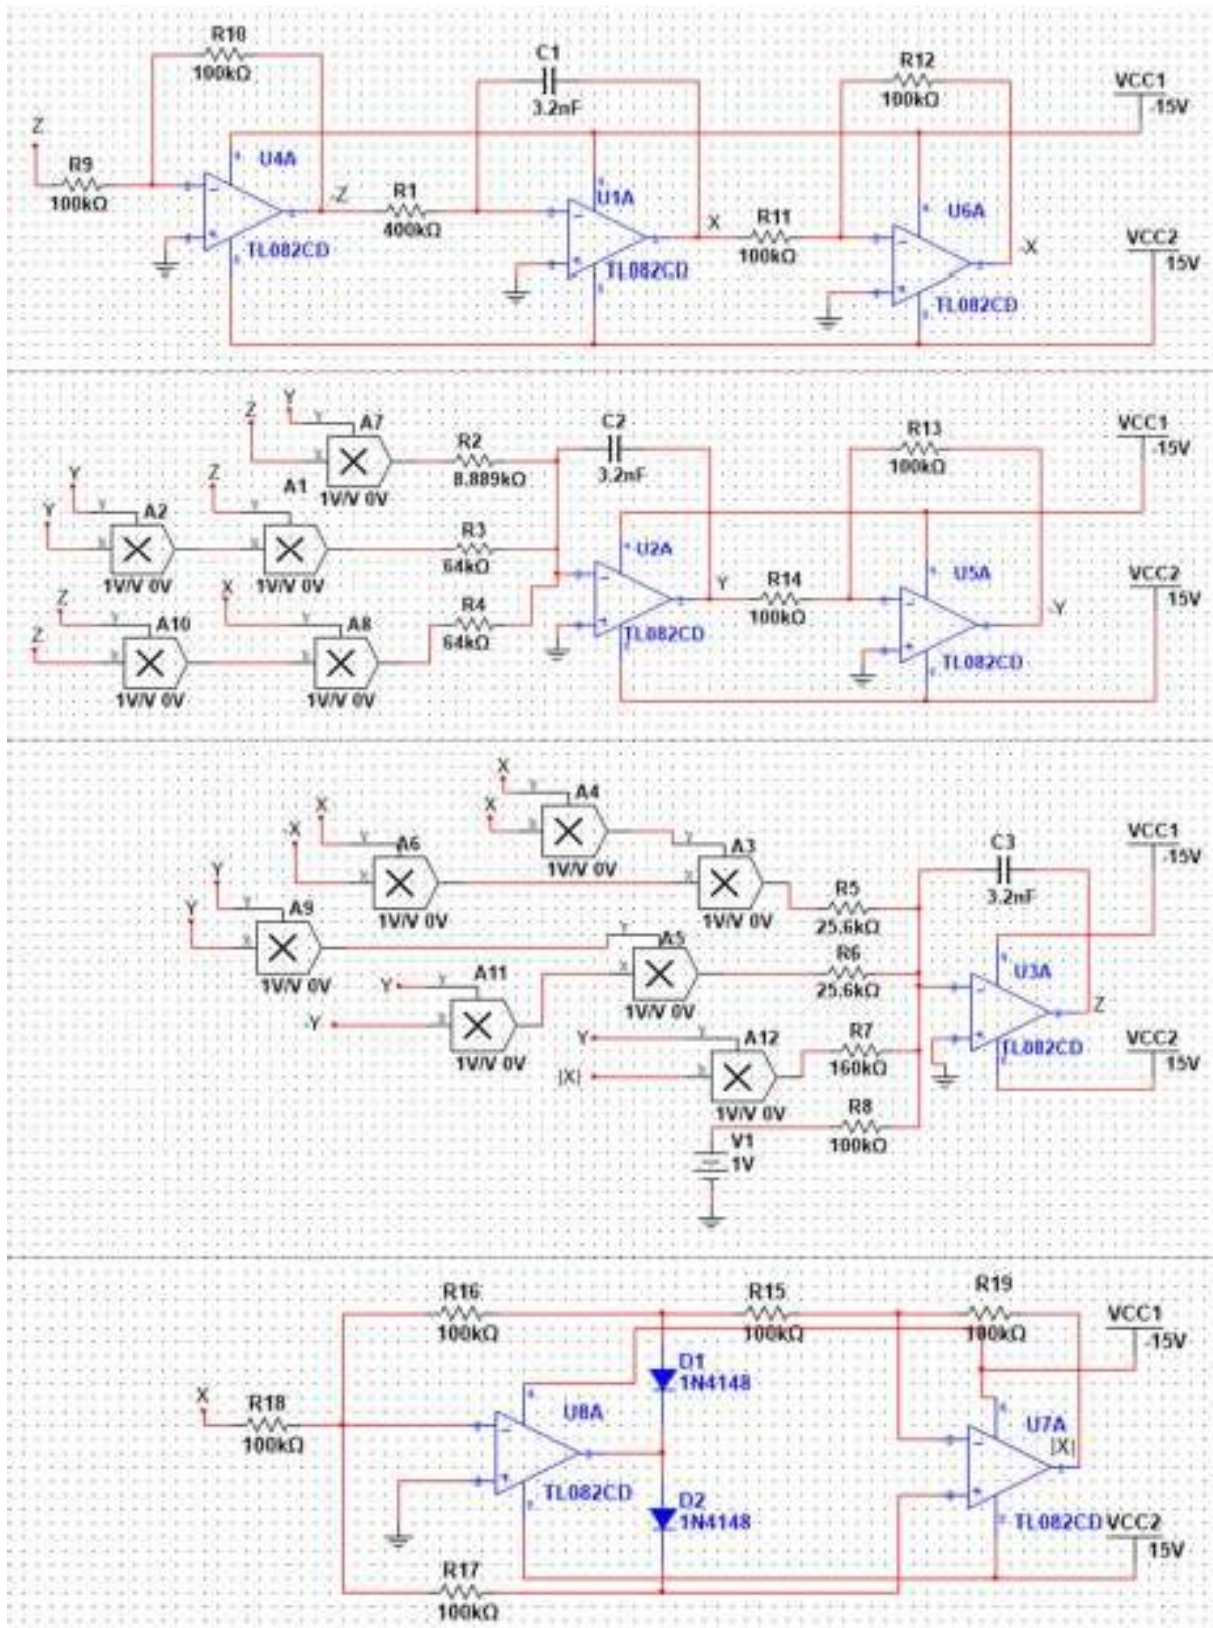 R10
100kΩ
Z
R9
100kΩ
U4A
TL082CD
-Z
R1
400kΩ
C1
3.2nF
U1A
TL082CD
X
R11
100kΩ
R12
100kΩ
U6A
TL082CD
-X
VCC1
-15V
VCC2
15V
Z
Y
Y
A7
X
1V/V 0V
R2
8.889kΩ
Y
Y
Y
A2
X
1V/V 0V
Z
Y
A1
X
1V/V 0V
R3
64kΩ
Z
Z
Y
A10
X
1V/V 0V
X
Y
A8
X
1V/V 0V
R4
64kΩ
C2
3.2nF
U2A
TL082CD
Y
R14
100kΩ
R13
100kΩ
U5A
TL082CD
-Y
VCC1
-15V
VCC2
15V
X
X
Y
A4
X
1V/V 0V
X
-X
Y
A6
X
1V/V 0V
Y
A3
X
1V/V 0V
R5
25.6kΩ
Y
Y
Y
A9
X
1V/V 0V
Y
A5
X
1V/V 0V
R6
25.6kΩ
Y
-Y
Y
A11
X
1V/V 0V
Y
|X|
Y
A12
X
1V/V 0V
R7
160kΩ
R8
100kΩ
V1
1V
C3
3.2nF
U3A
TL082CD
Z
VCC1
-15V
VCC2
15V
R16
100kΩ
R15
100kΩ
R19
100kΩ
VCC1
-15V
D1
1N4148
X
R18
100kΩ
U8A
TL082CD
D2
1N4148
U7A
|X|
TL082CD
VCC2
15V
R17
100kΩ